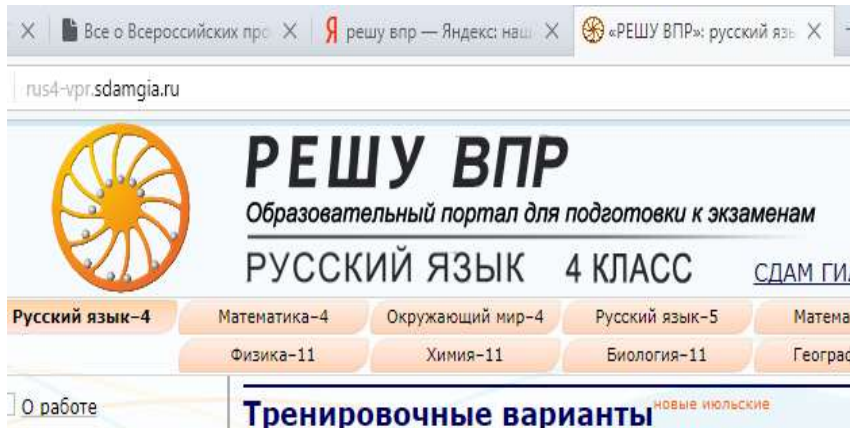 Все о Всероссийских про
решу впр — Яндекс: наш
«РЕШУ ВПР»: русский язь
rus4-vpr.sdamgia.ru
РЕШУ ВПР
Образовательный портал для подготовки к экзаменам
РУССКИЙ ЯЗЫК 4 КЛАСС СДАМ ГИА
Русский язык–4 Математика–4 Окружающий мир–4 Русский язык–5 Матема
Физика–11 Химия–11 Биология–11 Географ
О работе
Тренировочные варианты новые июльские